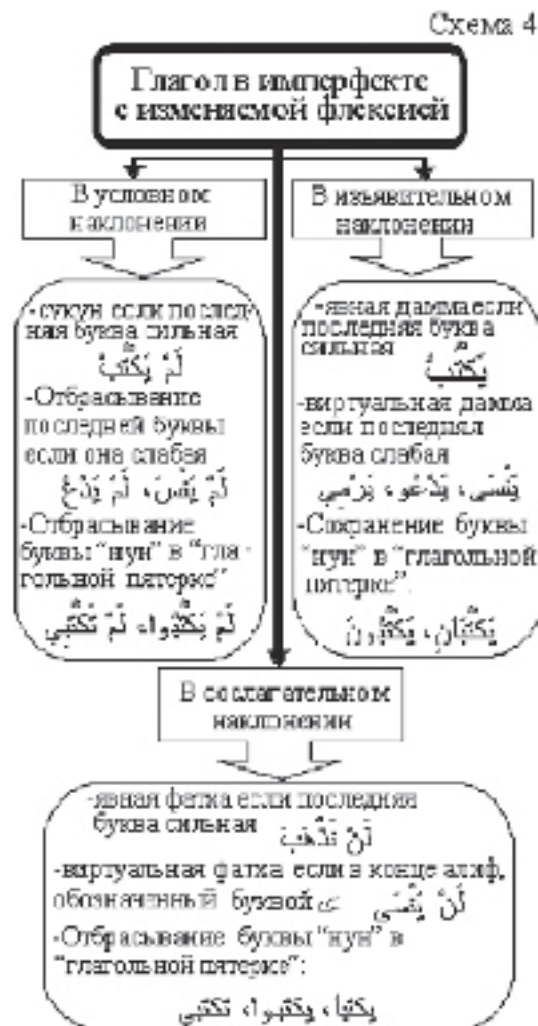 Схема 4
Глагол в имперфекте
с изменяемой флексией
В условном
наклонении
-сукун если послед-
няя буква сильная
لَمْ يَكْتُبْ
-Отбрасывание
последней буквы
если она слабая
لَمْ يَنْسَ، لَمْ يَدْعُ
-Отбрасывание
буквы “нун” в “гла-
гольной пятерке”
لَمْ يَكْتُبُوا، لَمْ تَكْتُبِي
В изъявительном
наклонении
-явная дамма если
последняя буква
сильная
يَكْتُبُ
-виртуальная дамма
если последняя
буква слабая
يَنْسَى، يَدْعُو، يَرْمِي
-Сохранение буквы
“нун” в “глагольной
пятерке”.
يَكْتُبَانِ، يَكْتُبُونَ
В сослагательном
наклонении
-явная фатха если последняя
буква сильная لَنْ يَذْهَبَ
-виртуальная фатха если в конце алиф,
обозначенный буквой ى لَنْ يَنْسَى
-Отбрасывание буквы “нун” в
“глагольной пятерке”:
يكتبا، يكتبوا، تكتبي